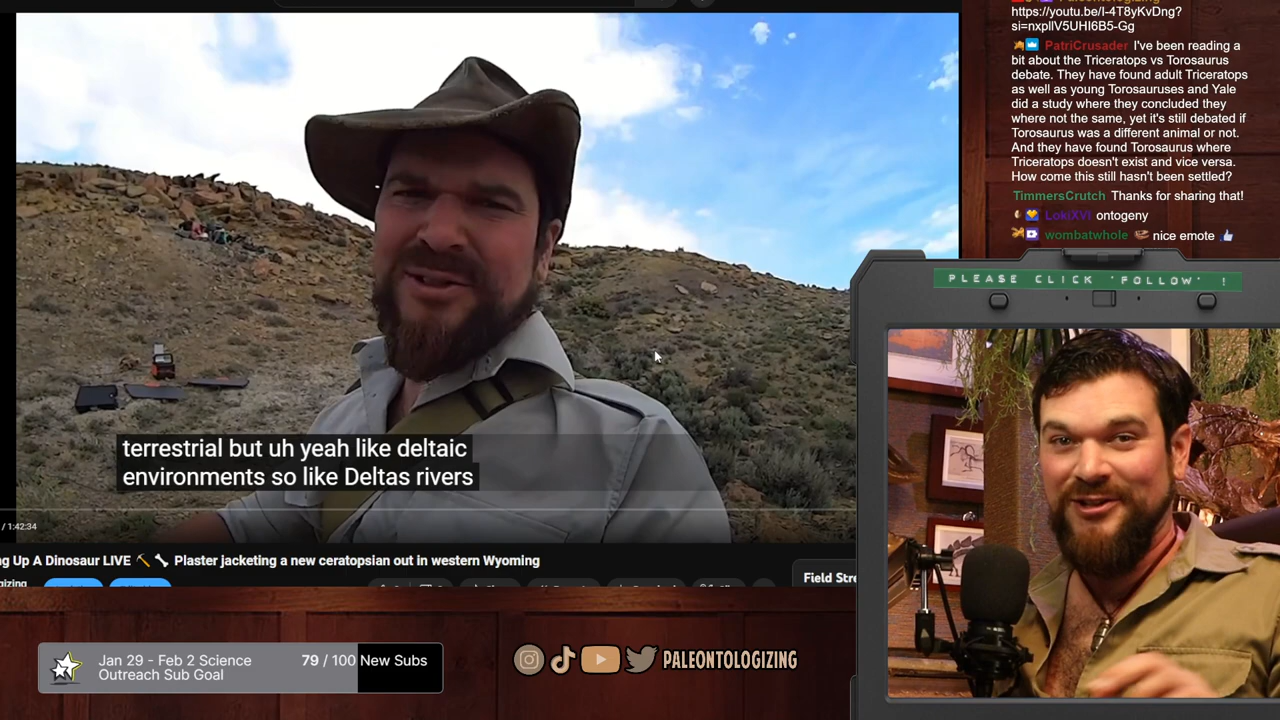 https://youtu.be/I-4T8yKvDng?
si=nxpllV5UHI6B5-Gg
PatriCrusader I've been reading a
bit about the Triceratops vs Torosaurus
debate. They have found adult Triceratops
as well as young Torosauruses and Yale
did a study where they concluded they
where not the same, yet it's still debated if
Torosaurus was a different animal or not.
And they have found Torosaurus where
Triceratops doesn't exist and vice versa.
How come this still hasn't been settled?
TimmersCrutch Thanks for sharing that!
LokiXVI ontogeny
wombatwhole nice emote
PLEASE CLICK 'FOLLOW' !
terrestrial but uh yeah like deltaic
environments so like Deltas rivers
/ 1:42:34
ng Up A Dinosaur LIVE Plaster jacketing a new ceratopsian out in western Wyoming
gizing
Field Stre
Jan 29 - Feb 2 Science
Outreach Sub Goal
79 / 100 New Subs
PALEONTOLOGIZING